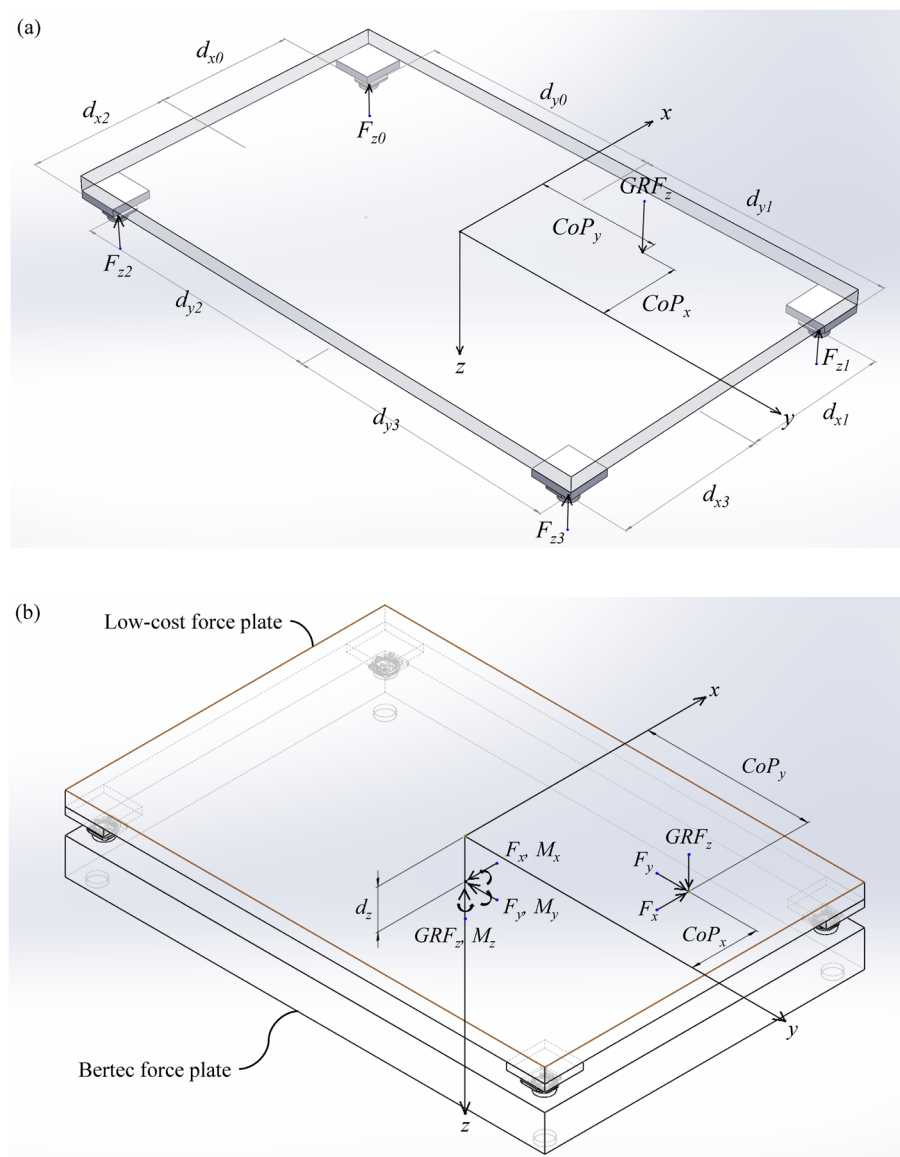 (a)
dx0
dx2
dy0
x
Fz0
GRFz
dy1
CoPy
Fz2
CoPx
dy2
z
Fz1
y
dx1
dy3
dx3
Fz3
(b)
Low-cost force plate
x
CoPy
GRFz
Fx, Mx
Fy
dz
Fy, My
Fx
GRFz, Mz
CoPx
y
Bertec force plate
z